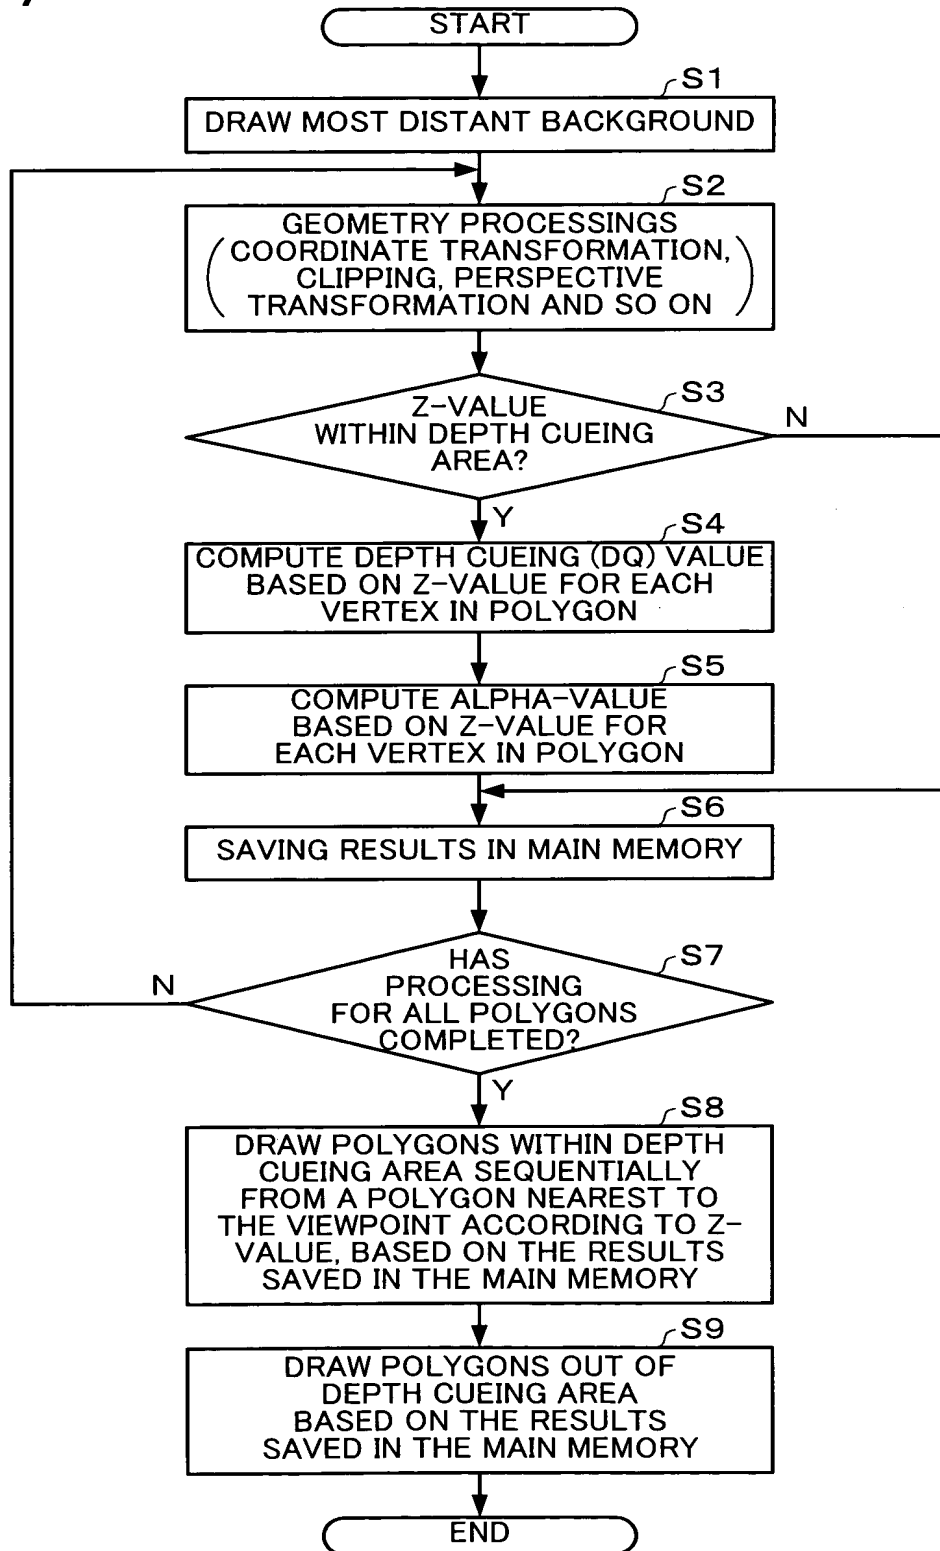 START
S1
DRAW MOST DISTANT BACKGROUND
S2
GEOMETRY PROCESSINGS
(COORDINATE TRANSFORMATION,
CLIPPING, PERSPECTIVE
TRANSFORMATION AND SO ON)
S3
Z-VALUE
WITHIN DEPTH CUEING
AREA?
N
Y
S4
COMPUTE DEPTH CUEING (DQ) VALUE
BASED ON Z-VALUE FOR EACH
VERTEX IN POLYGON
S5
COMPUTE ALPHA-VALUE
BASED ON Z-VALUE FOR
EACH VERTEX IN POLYGON
S6
SAVING RESULTS IN MAIN MEMORY
S7
HAS
PROCESSING
FOR ALL POLYGONS
COMPLETED?
N
Y
S8
DRAW POLYGONS WITHIN DEPTH
CUEING AREA SEQUENTIALLY
FROM A POLYGON NEAREST TO
THE VIEWPOINT ACCORDING TO Z-
VALUE, BASED ON THE RESULTS
SAVED IN THE MAIN MEMORY
S9
DRAW POLYGONS OUT OF
DEPTH CUEING AREA
BASED ON THE RESULTS
SAVED IN THE MAIN MEMORY
END